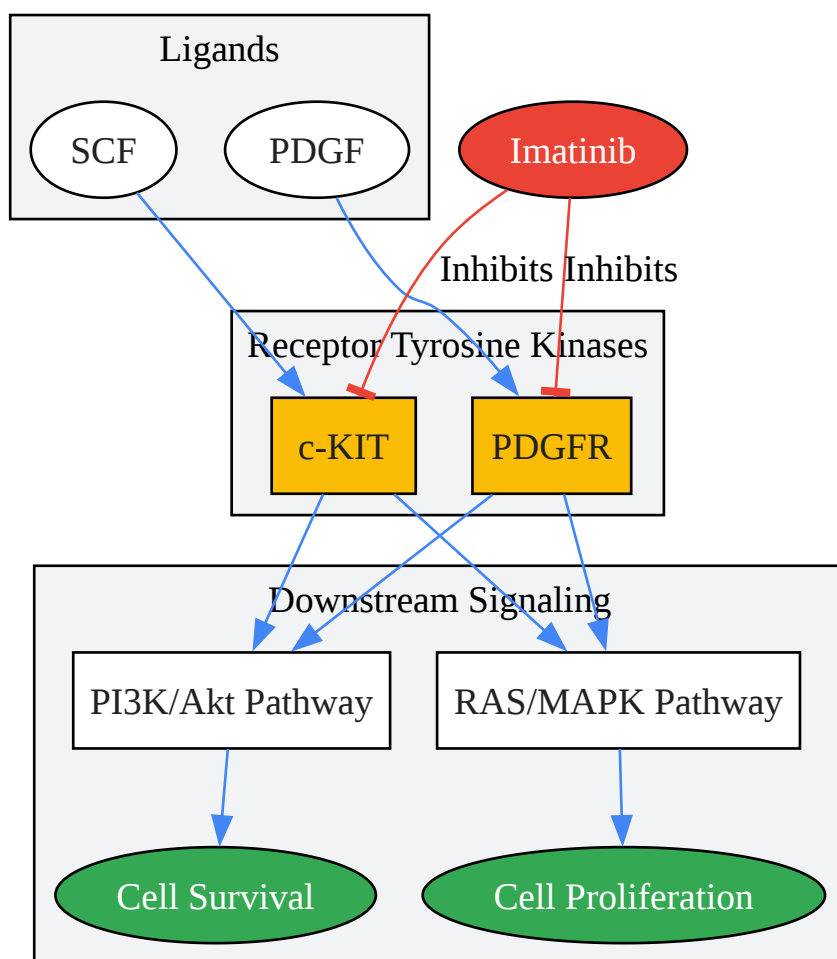 Ligands
SCF
PDGF
Imatinib
Inhibits
Inhibits
Receptor Tyrosine Kinases
c-KIT
PDGFR
Downstream Signaling
PI3K/Akt Pathway
RAS/MAPK Pathway
Cell Survival
Cell Proliferation